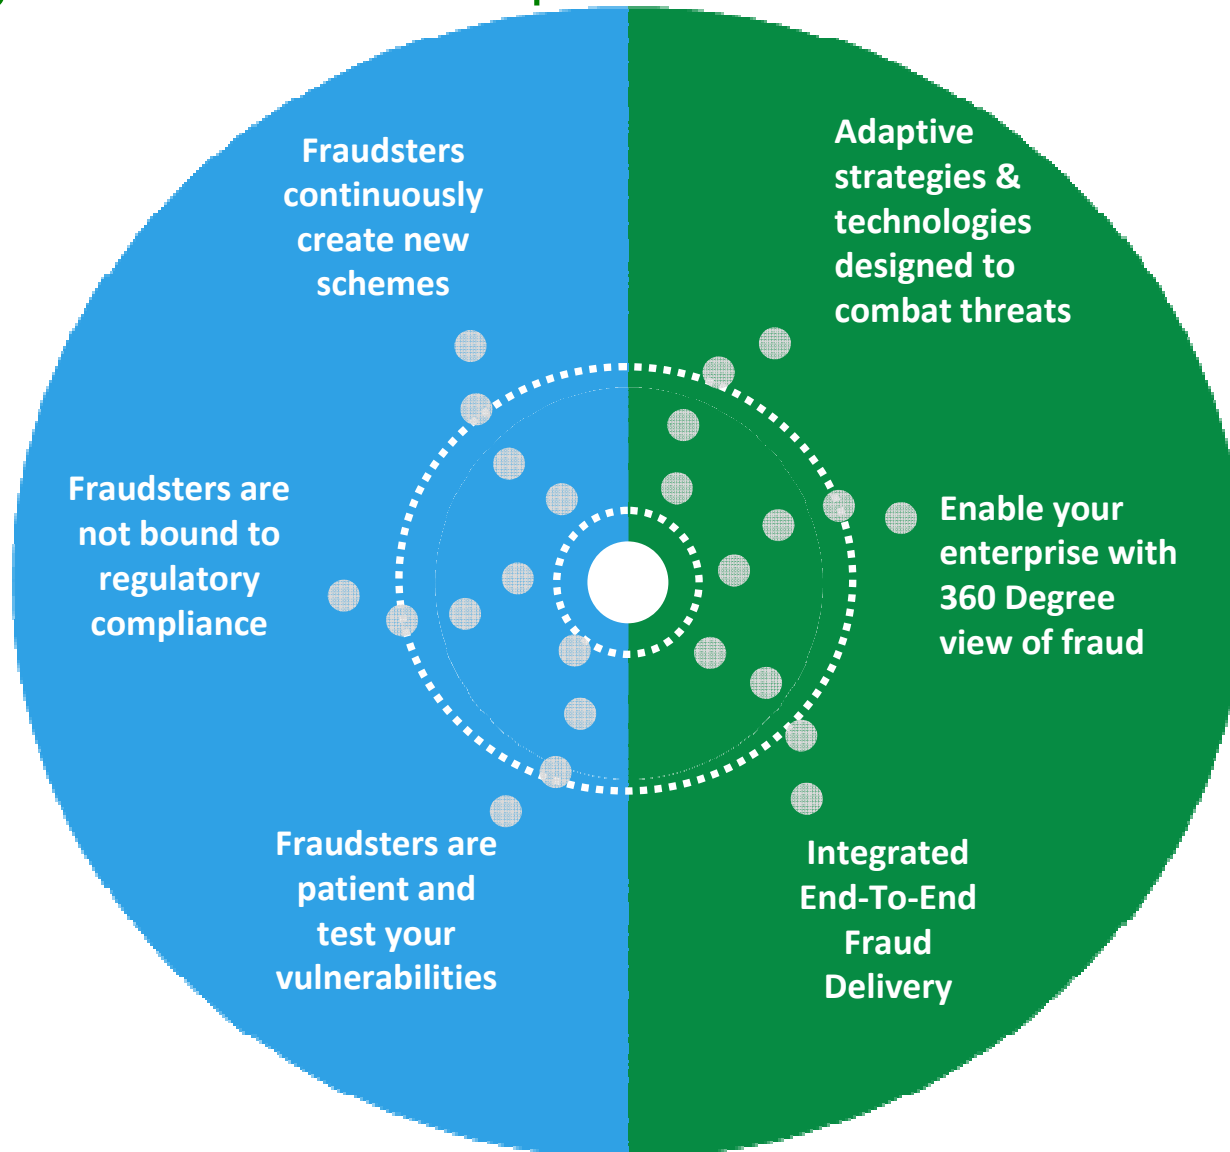 Fraudsters
continuously
create new
schemes
Adaptive
strategies &
technologies
designed to
combat threats
Fraudsters are
not bound to
regulatory
compliance
Enable your
enterprise with
360 Degree
view of fraud
Fraudsters are
patient and
test your
vulnerabilities
Integrated
End-To-End
Fraud
Delivery